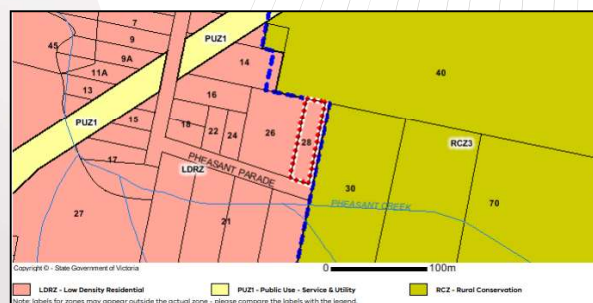 7
9
45
PUZ1
9A
14
40
11A
13
16
PUZ1
15
18
22
24
26
28
RCZ3
17
LDRZ
PHEASANT PARADE
30
PHEASANT CREEK
70
27
21
Copyright © - State Government of Victoria
0 100m
LDRZ - Low Density Residential
PUZ1 - Public Use - Service & Utility
RCZ - Rural Conservation
Note: labels for zones may appear outside the actual zone - please compare the labels with the legend.